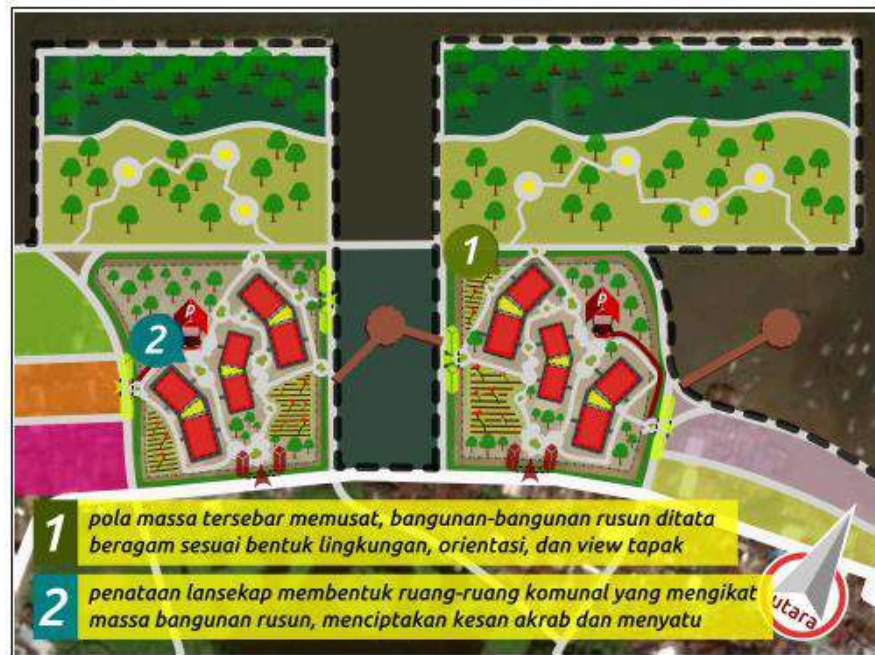 1
P
P
2
1 pola massa tersebar memusat, bangunan-bangunan rusun ditata
beragam sesuai bentuk lingkungan, orientasi, dan view tapak
2 penataan lansekap membentuk ruang-ruang komunal yang mengikat
massa bangunan rusun, menciptakan kesan akrab dan menyatu
utara